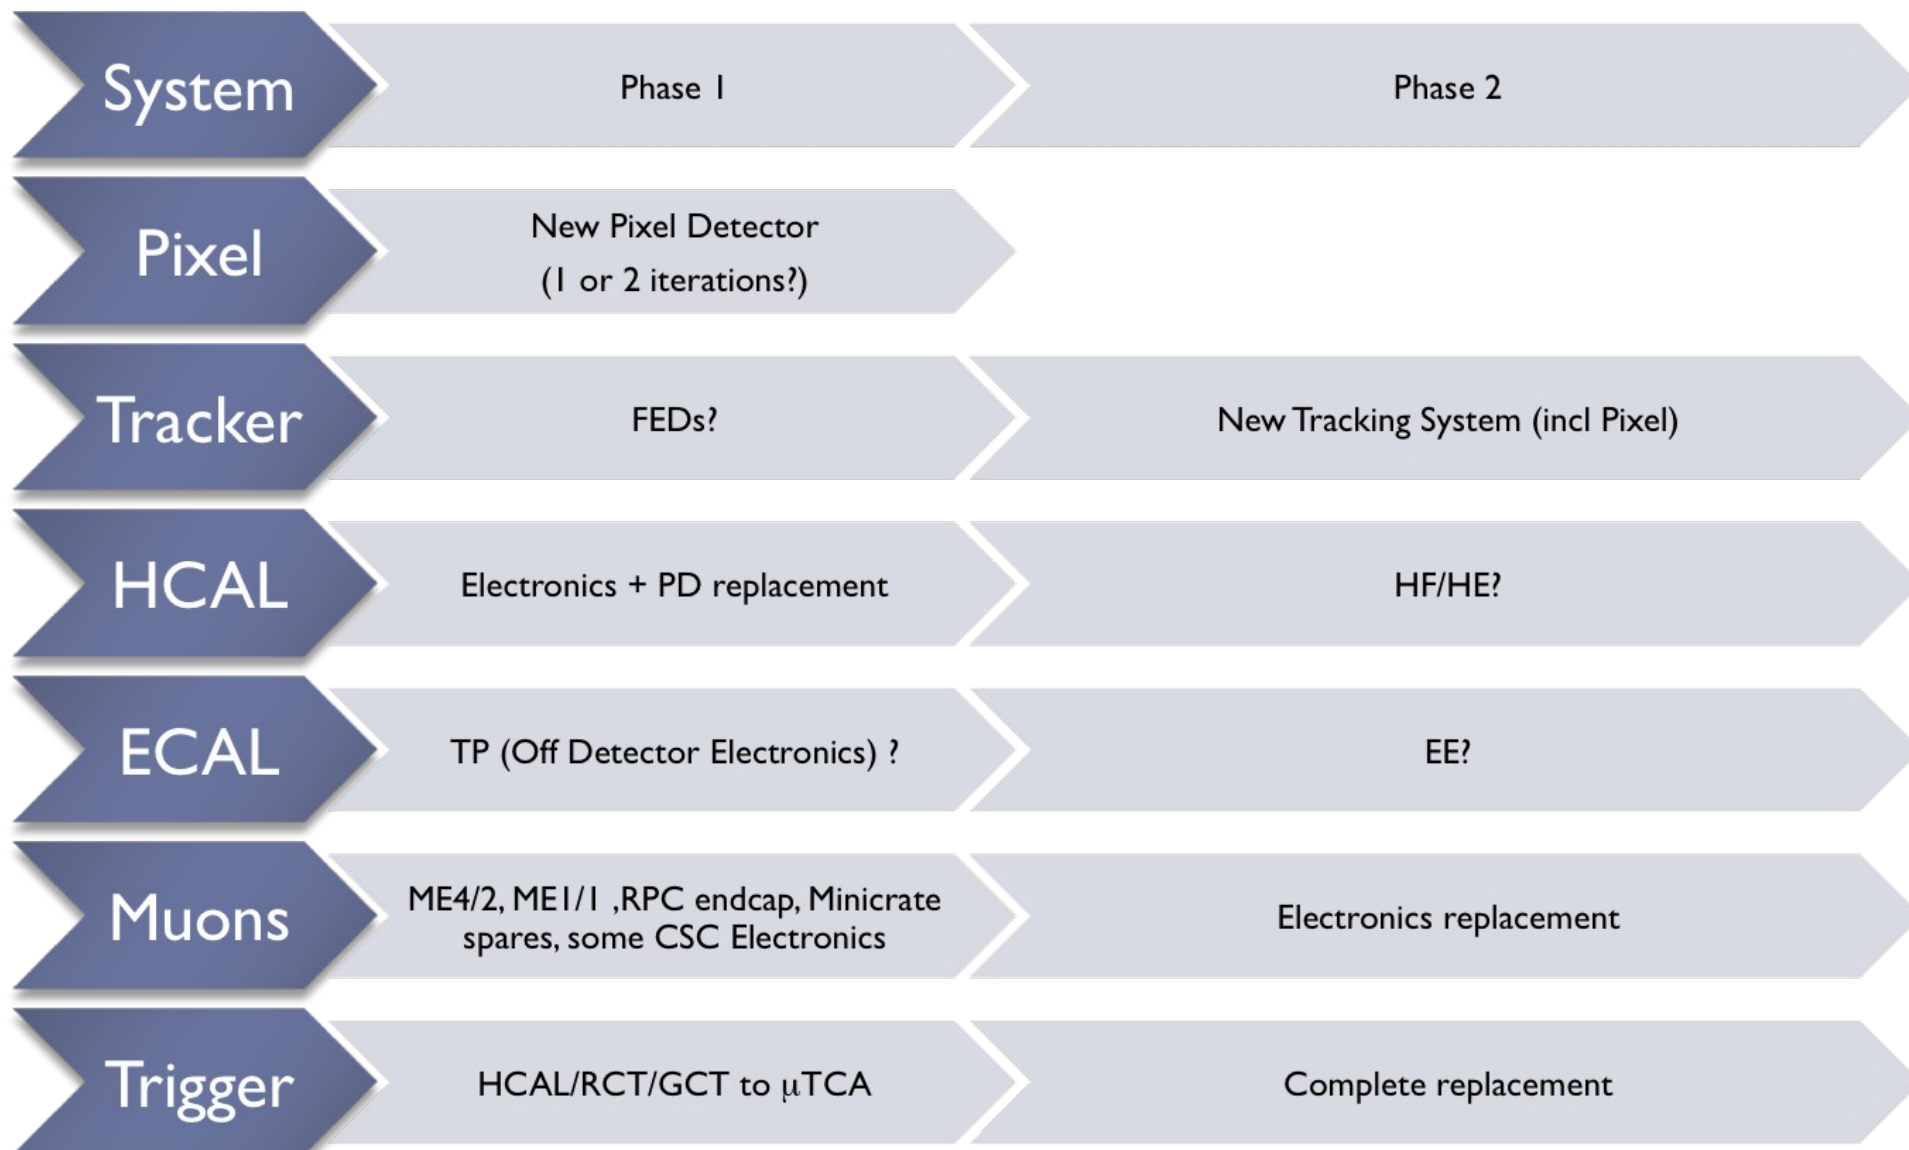 System
Phase 1
Phase 2
Pixel
New Pixel Detector
(1 or 2 iterations?)
Tracker
FEDs?
New Tracking System (incl Pixel)
HCAL
Electronics + PD replacement
HF/HE?
ECAL
TP (Off Detector Electronics) ?
EE?
Muons
ME4/2, ME1/1 ,RPC endcap, Minicrate
spares, some CSC Electronics
Electronics replacement
Trigger
HCAL/RCT/GCT to μTCA
Complete replacement